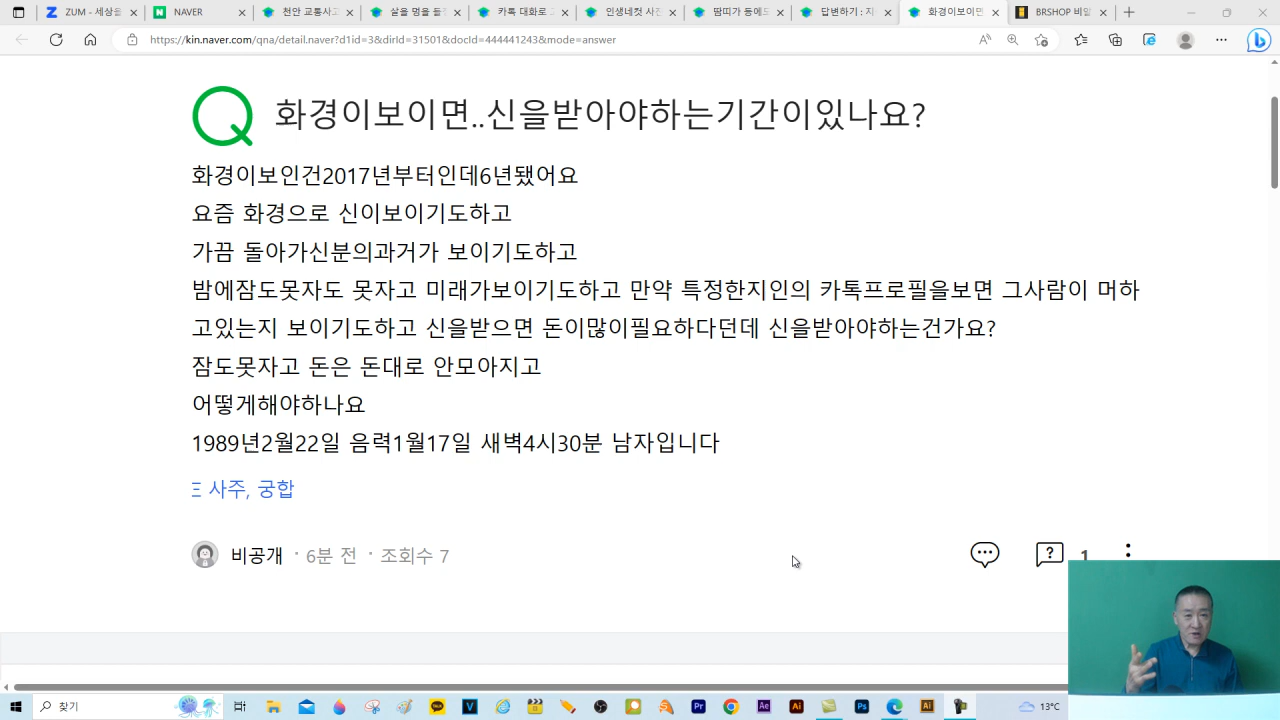 ZUM - 세상을
NAVER
천안 교통사고
살을 명을 들
카톡 대화로 고
인생네컷 사진
땀띠가 등에도
답변하기: 지
화경이보이면
BRSHOP 비밀
https://kin.naver.com/qna/detail.naver?d1id=3&dirId=31501&docId=444441243&mode=answer
화경이보이면..신을받아야하는기간이있나요?
화경이보인건2017년부터인데6년됐어요
요즘 화경으로 신이보이기도하고
가끔 돌아가신분의과거가 보이기도하고
밤에잠도못자도 못자고 미래가보이기도하고 만약 특정한지인의 카톡프로필을보면 그사람이 머하
고있는지 보이기도하고 신을받으면 돈이많이필요하다던데 신을받아야하는건가요?
잠도못자고 돈은 돈대로 안모아지고
어떻게해야하나요
1989년2월22일 음력1월17일 새벽4시30분 남자입니다
사주, 궁합
비공개 · 6분 전 · 조회수 7
1
찾기
13°C